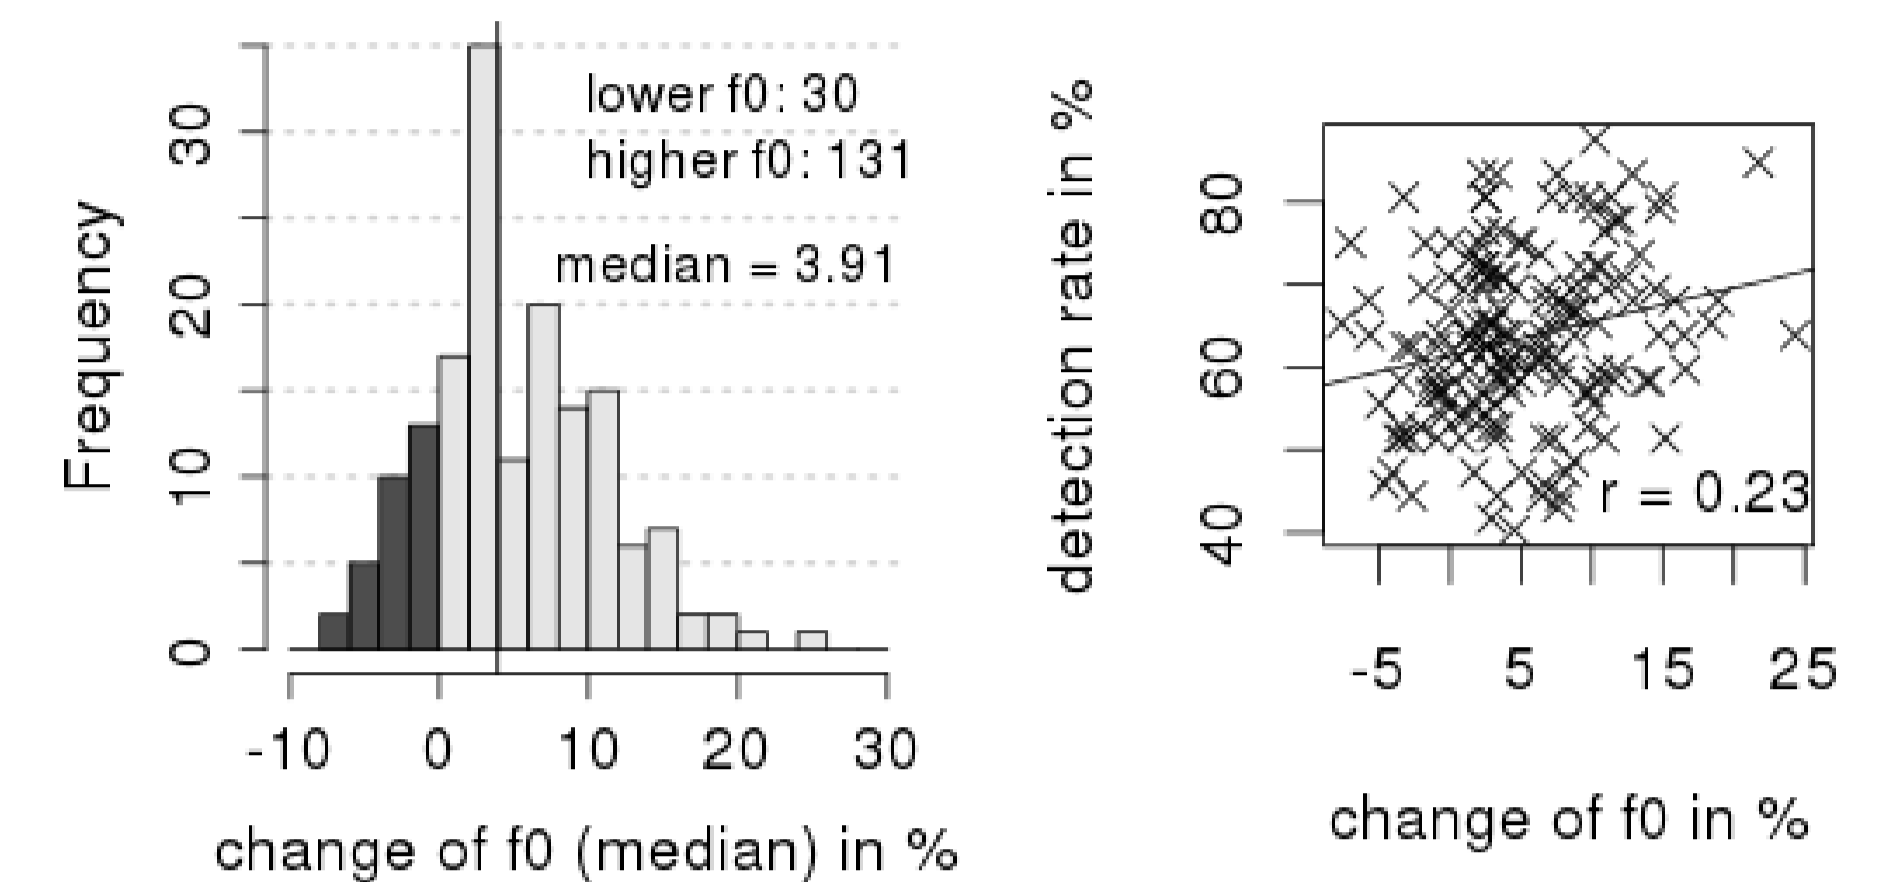 Frequency
0
10
20
30
lower f0: 30
higher f0: 131
median = 3.91
-10 0 10 20 30
change of f0 (median) in %
detection rate in %
40
60
80
r = 0.23
-5 5 15 25
change of f0 in %